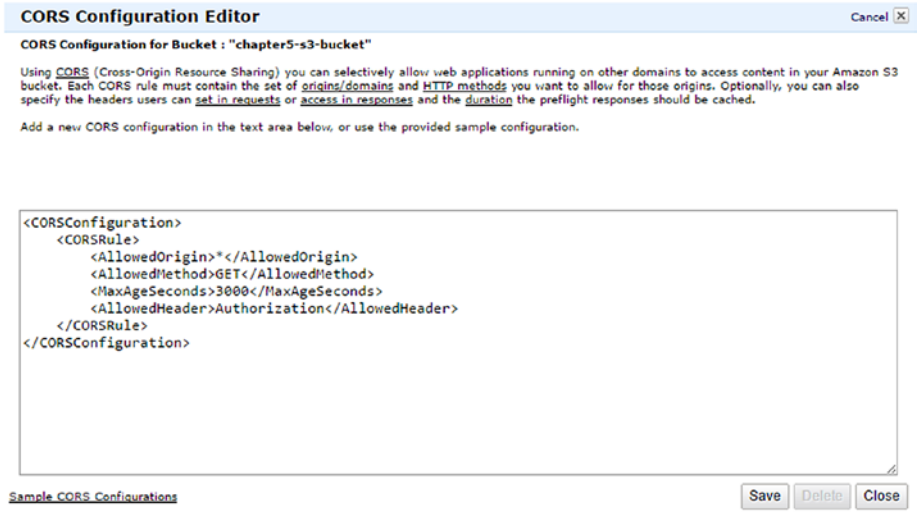 CORS Configuration Editor
Cancel X
CORS Configuration for Bucket : "chapter5-s3-bucket"
Using CORS (Cross-Origin Resource Sharing) you can selectively allow web applications running on other domains to access content in your Amazon S3
bucket. Each CORS rule must contain the set of origins/domains and HTTP methods you want to allow for those origins. Optionally, you can also
specify the headers users can set in requests or access in responses and the duration the preflight responses should be cached.
Add a new CORS configuration in the text area below, or use the provided sample configuration.
<CORSConfiguration>
    <CORSRule>
        <AllowedOrigin>*</AllowedOrigin>
        <AllowedMethod>GET</AllowedMethod>
        <MaxAgeSeconds>3000</MaxAgeSeconds>
        <AllowedHeader>Authorization</AllowedHeader>
    </CORSRule>
</CORSConfiguration>
Sample CORS Configurations
Save Delete Close